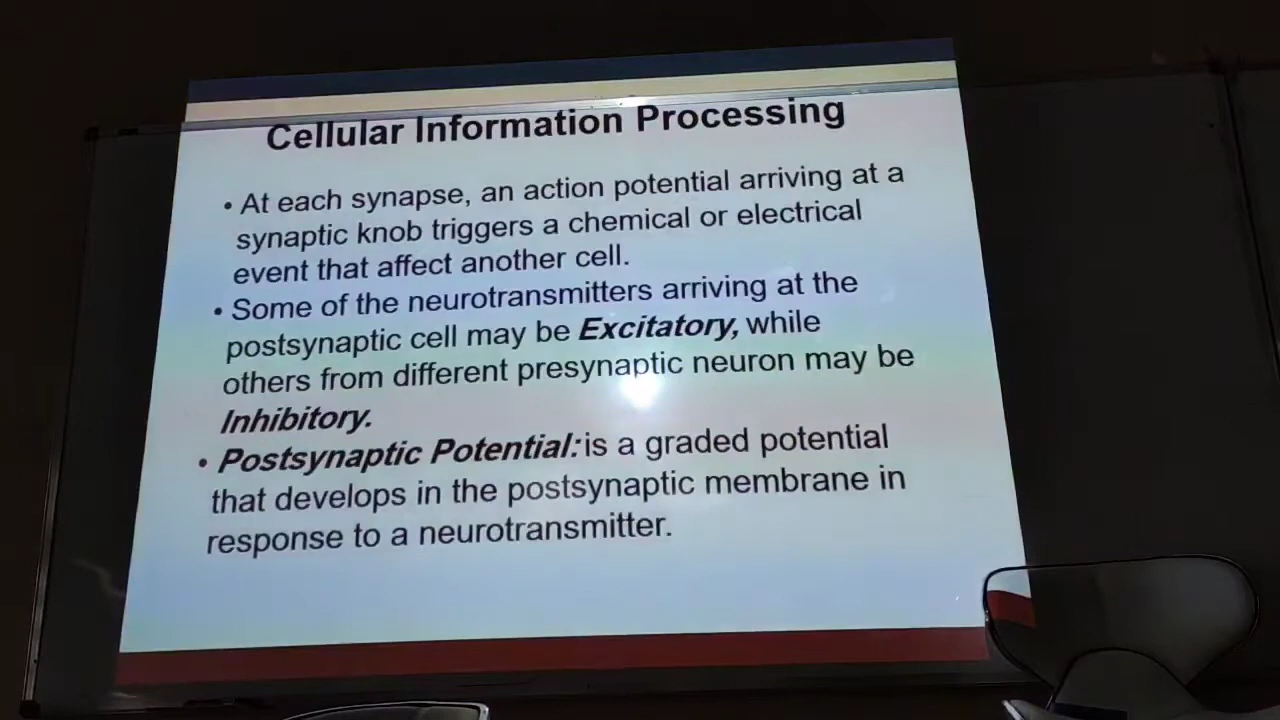 Cellular Information Processing
• At each synapse, an action potential arriving at a
synaptic knob triggers a chemical or electrical
event that affect another cell.
• Some of the neurotransmitters arriving at the
postsynaptic cell may be Excitatory, while
others from different presynaptic neuron may be
Inhibitory.
• Postsynaptic Potential: is a graded potential
that develops in the postsynaptic membrane in
response to a neurotransmitter.